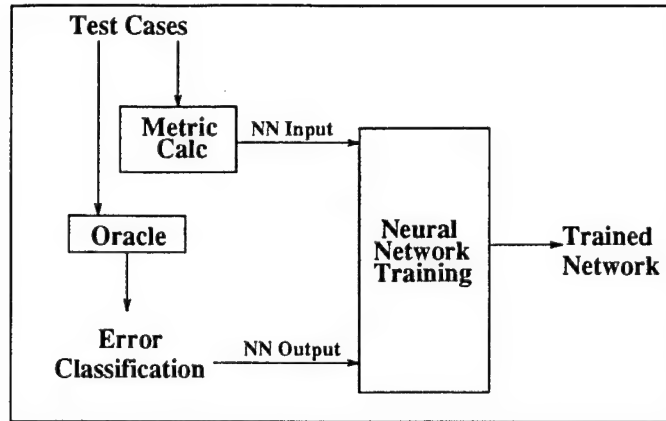 Test Cases
Metric
Calc
NN Input
Oracle
Neural
Network
Training
Trained
Network
Error
Classification
NN Output